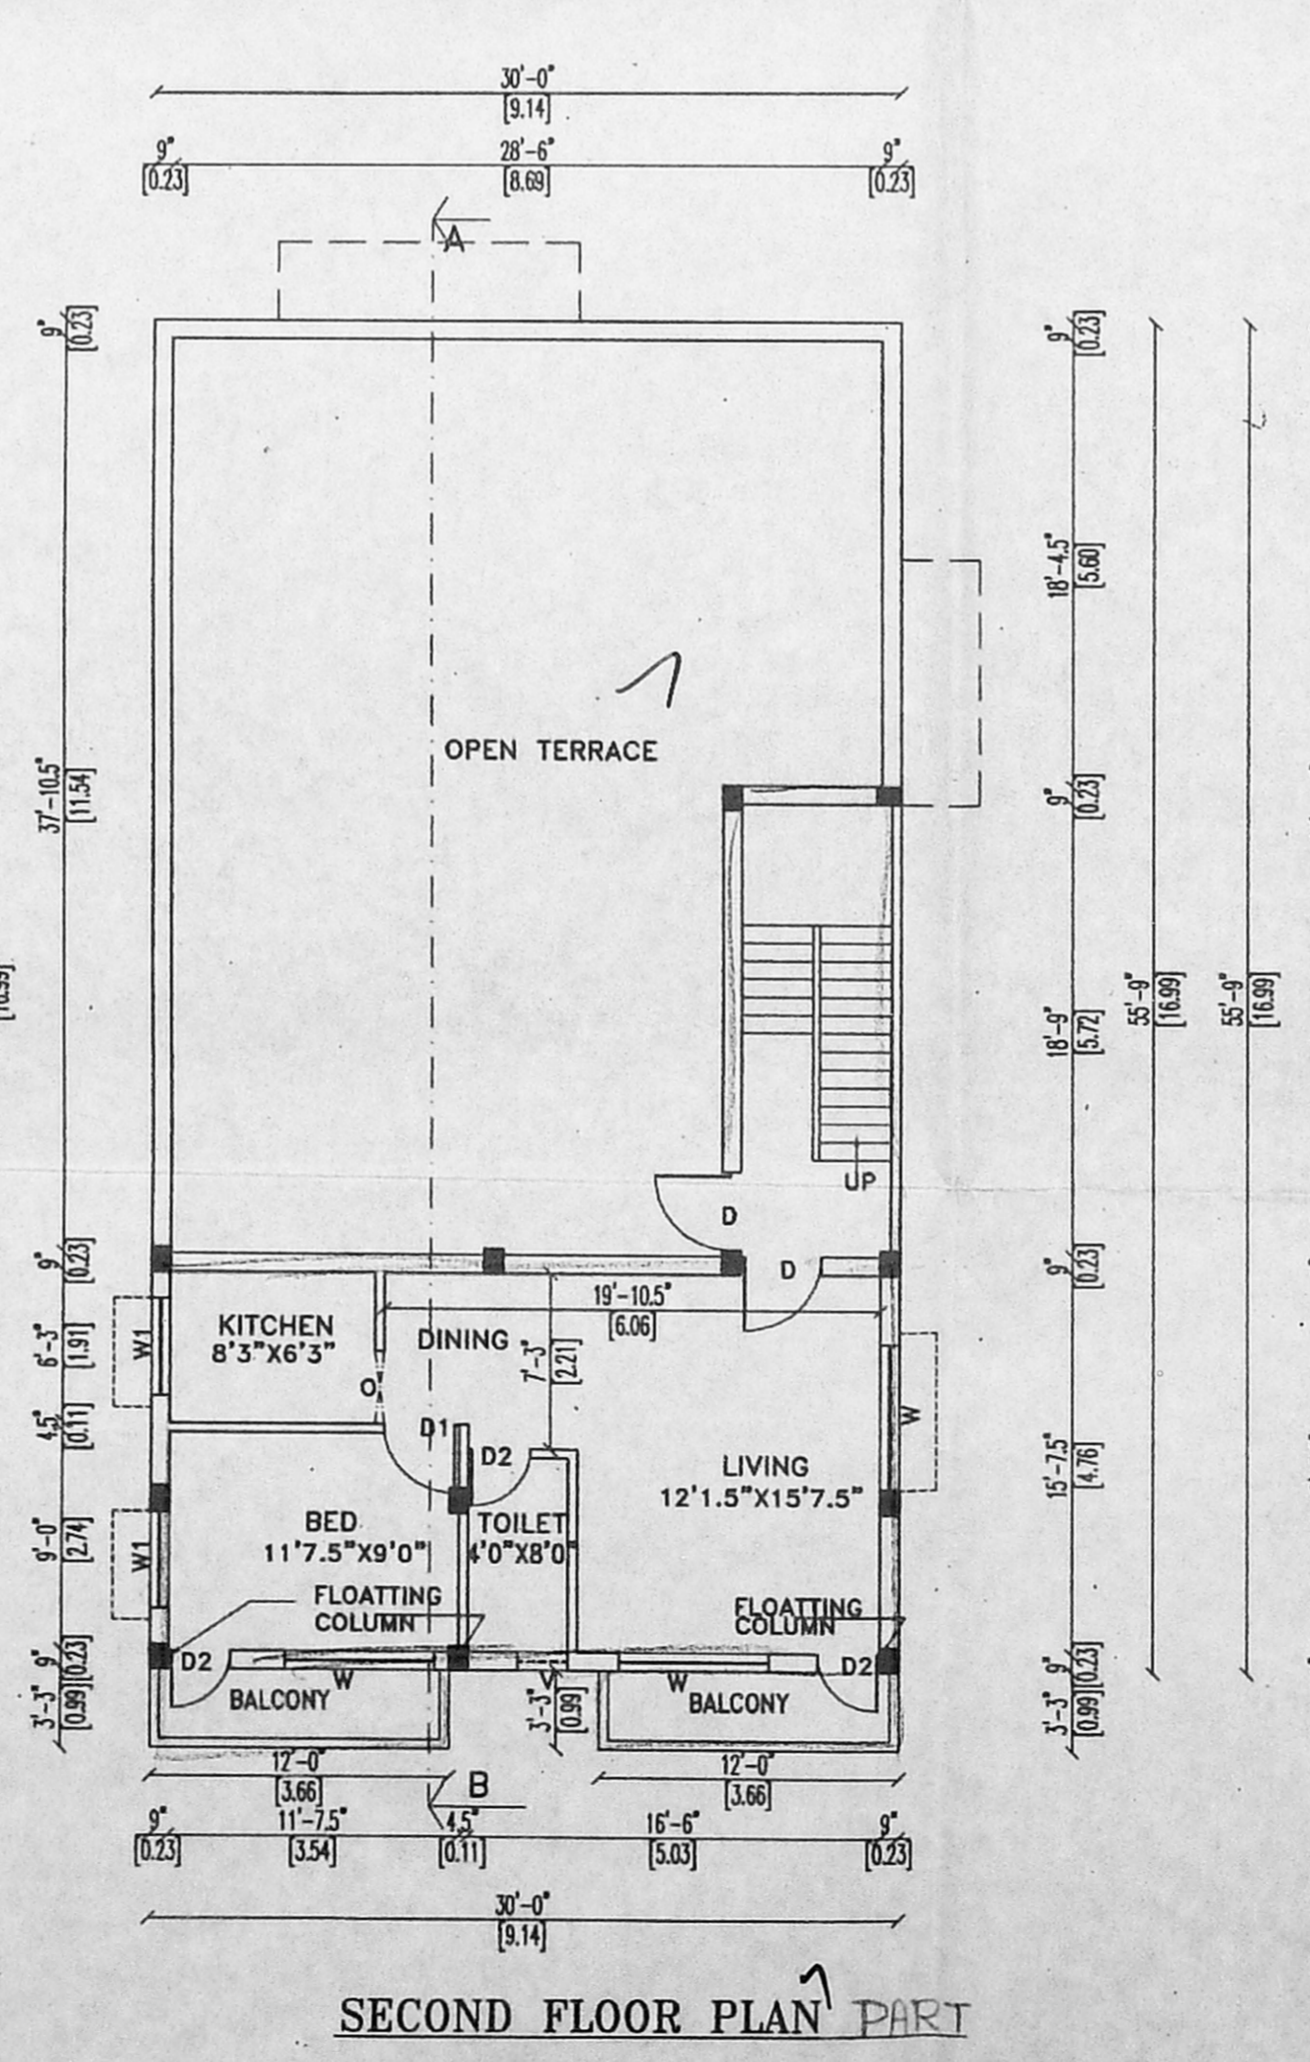 30'-0"
[9.14]
9" 28'-6" 9"
[0.23] [8.69] [0.23]
A
9"
[0.23]
9"
[0.23]
18'-4.5"
[5.60]
OPEN TERRACE
37'-10.5"
[11.54]
9"
[0.23]
18'-9"
[5.72]
55'-9"
[16.99]
55'-9"
[16.99]
UP
D
D
9"
[0.23]
9"
[0.23]
19'-10.5"
[6.06]
KITCHEN
8'3"X6'3"
DINING
7'-3"
[2.21]
W1
6'-3"
[1.91]
O
D1
D2
W
4.5"
[0.11]
LIVING
12'1.5"X15'7.5"
15'-7.5"
[4.76]
BED
11'7.5"X9'0"
TOILET
4'0"X8'0"
W1
9'-0"
[2.74]
FLOATTING
COLUMN
FLOATTING
COLUMN
9"
[0.23]
D2
W
V
W
D2
9"
[0.23]
BALCONY
BALCONY
3'-3"
[0.99]
3'-3"
[0.99]
3'-3"
[0.99]
12'-0"
[3.66]
12'-0"
[3.66]
B
9" 11'-7.5" 4.5" 16'-6" 9"
[0.23] [3.54] [0.11] [5.03] [0.23]
30'-0"
[9.14]
SECOND FLOOR PLAN PART